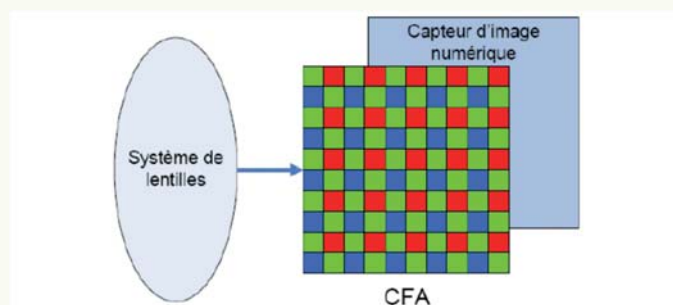 Capteur d'image
numérique
Système de
lentilles
CFA